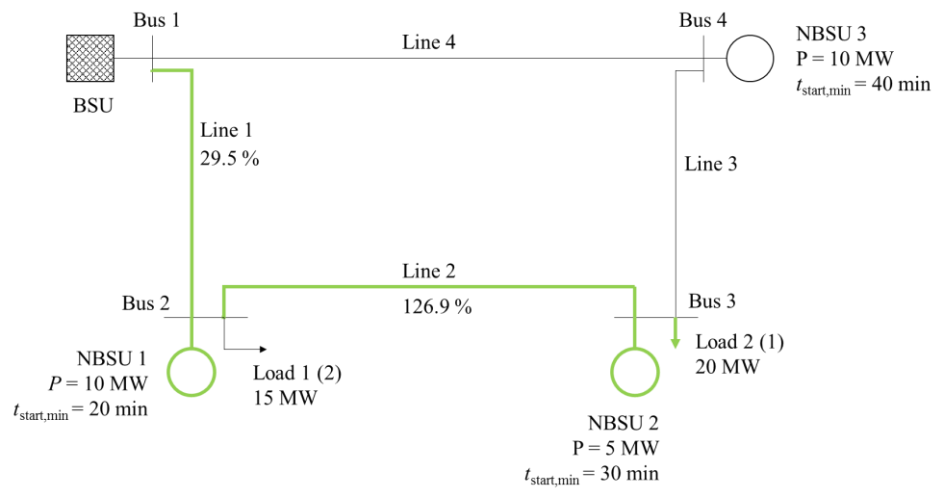 Bus 1
Bus 4
Line 4
NBSU 3
P = 10 MW
t_start,min = 40 min
BSU
Line 1
29.5 %
Line 3
Line 2
126.9 %
Bus 2
Bus 3
NBSU 1
P = 10 MW
t_start,min = 20 min
Load 1 (2)
15 MW
Load 2 (1)
20 MW
NBSU 2
P = 5 MW
t_start,min = 30 min